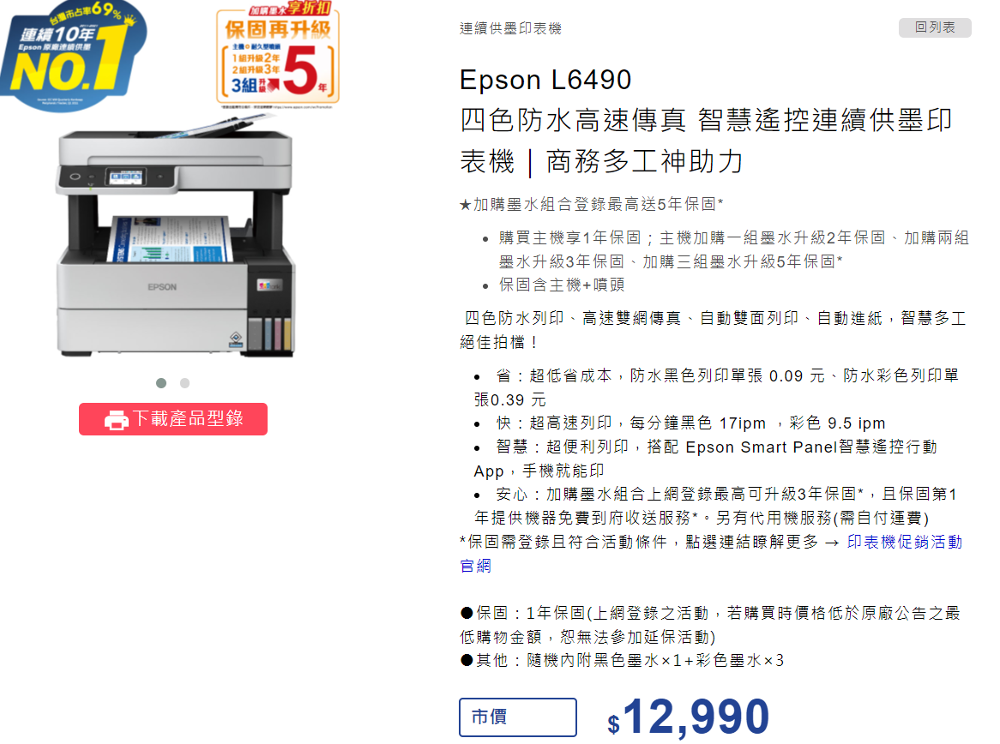 台灣市占率69%
連續10年
Epson 原廠連續供墨
NO.1
加購墨水享折扣
保固再升級
主機+耐久型噴頭
1組升級2年
2組升級3年
3組升級5年
EPSON
下載產品型錄
連續供墨印表機
回列表
Epson L6490
四色防水高速傳真 智慧遙控連續供墨印
表機 | 商務多工神助力
★加購墨水組合登錄最高送5年保固*
• 購買主機享1年保固；主機加購一組墨水升級2年保固、加購兩組
墨水升級3年保固、加購三組墨水升級5年保固*
• 保固含主機+噴頭
四色防水列印、高速雙網傳真、自動雙面列印、自動進紙，智慧多工
絕佳拍檔！
• 省：超低省成本，防水黑色列印單張 0.09 元、防水彩色列印單
張0.39 元
• 快：超高速列印，每分鐘黑色 17ipm ，彩色 9.5 ipm
• 智慧：超便利列印，搭配 Epson Smart Panel智慧遙控行動
App，手機就能印
• 安心：加購墨水組合上網登錄最高可升級3年保固*，且保固第1
年提供機器免費到府收送服務*。另有代用機服務(需自付運費)
*保固需登錄且符合活動條件，點選連結瞭解更多 → 印表機促銷活動
官網
●保固：1年保固(上網登錄之活動，若購買時價格低於原廠公告之最
低購物金額，恕無法參加延保活動)
●其他：隨機內附黑色墨水×1+彩色墨水×3
市價
$12,990